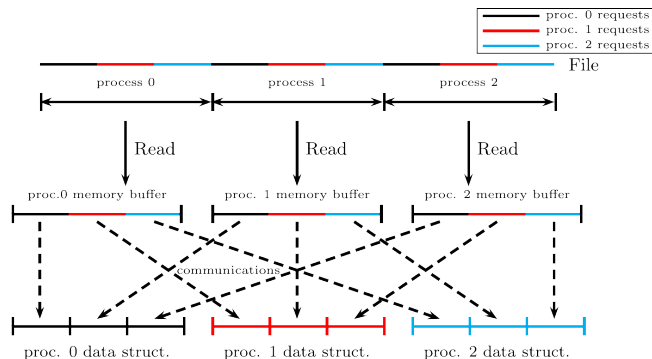 proc. 0 requests
proc. 1 requests
proc. 2 requests
File
process 0 process 1 process 2
Read Read Read
proc.0 memory buffer proc. 1 memory buffer proc. 2 memory buffer
communications
proc. 0 data struct. proc. 1 data struct. proc. 2 data struct.